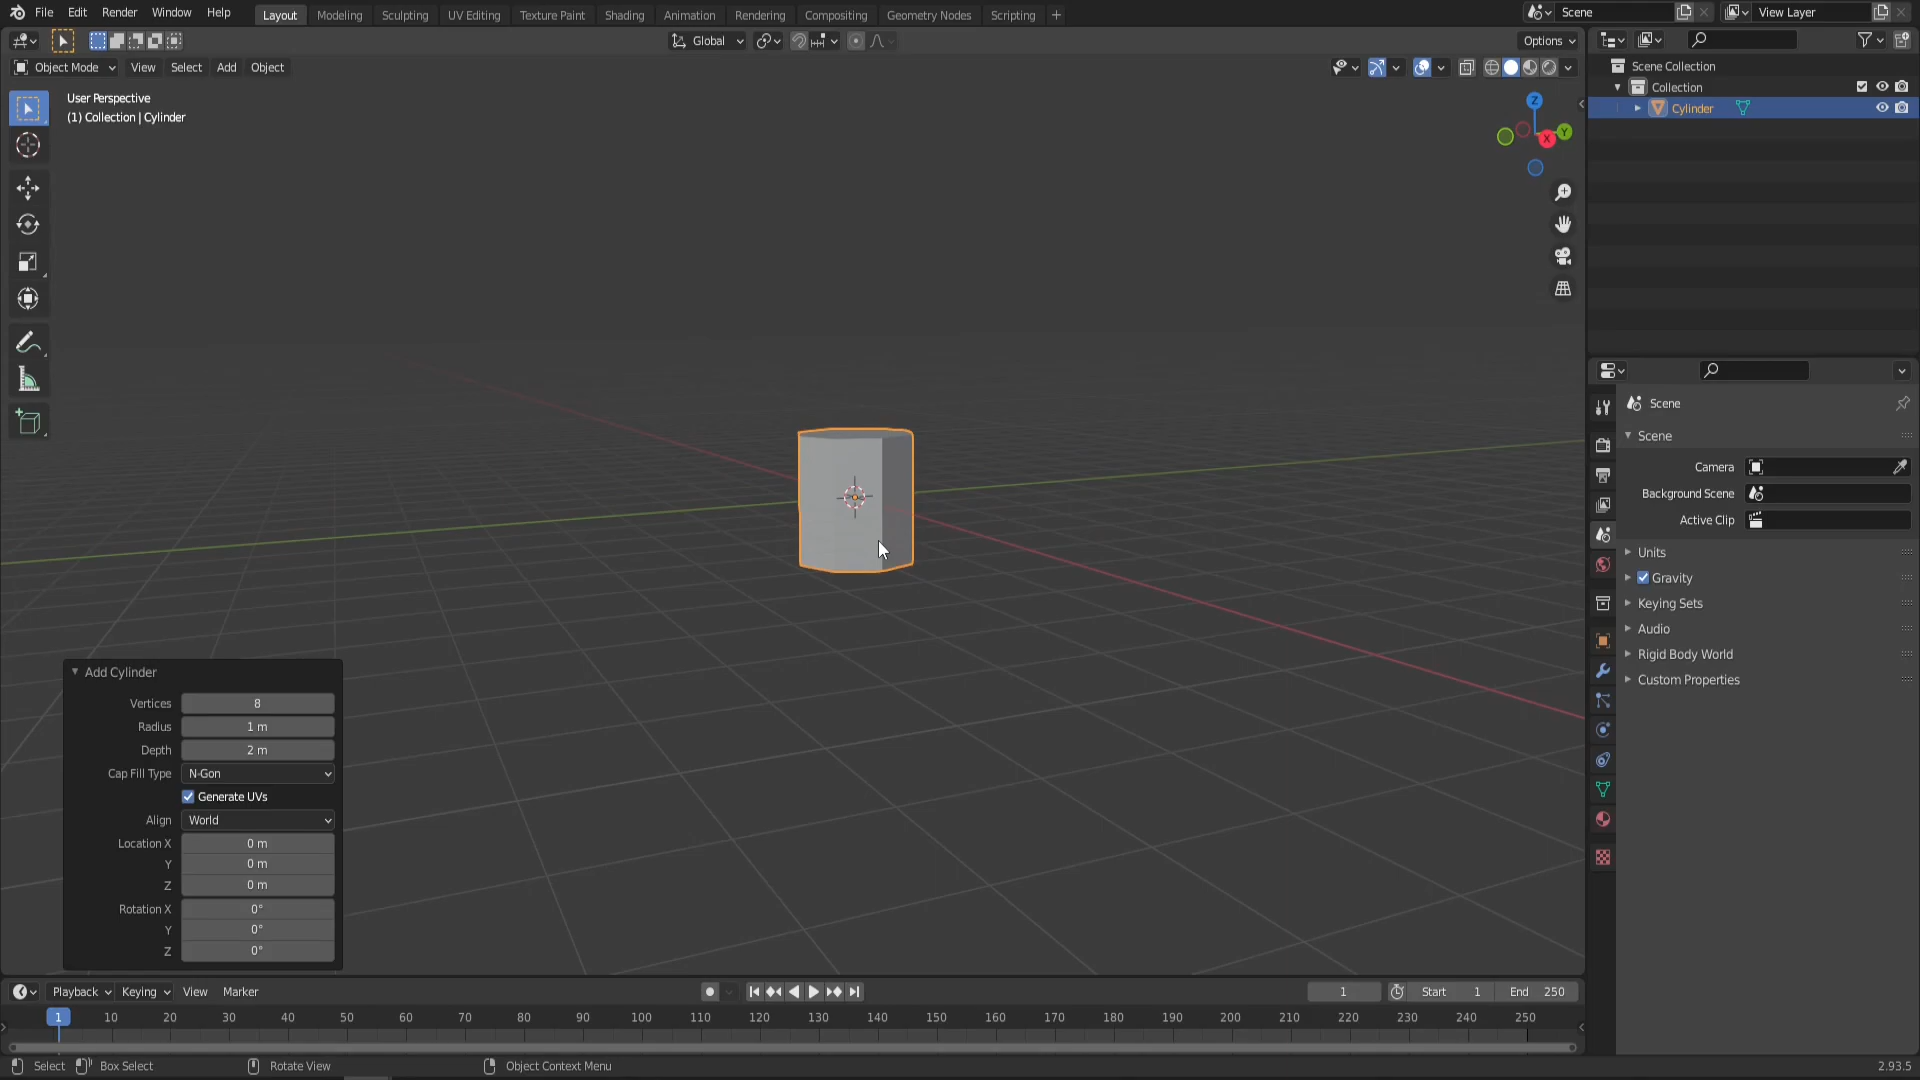 File Edit Render Window Help Layout Modeling Sculpting UV Editing Texture Paint Shading Animation Rendering Compositing Geometry Nodes Scripting + Scene View Layer
Global Options
Object Mode View Select Add Object
User Perspective
(1) Collection | Cylinder
Z
Y
X
Scene Collection
Collection
Cylinder
Scene
Scene
Camera
Background Scene
Active Clip
Units
Gravity
Keying Sets
Audio
Rigid Body World
Custom Properties
Add Cylinder
Vertices 8
Radius 1 m
Depth 2 m
Cap Fill Type N-Gon
Generate UVs
Align World
Location X 0 m
Y 0 m
Z 0 m
Rotation X 0°
Y 0°
Z 0°
Playback Keying View Marker 1 Start 1 End 250
1 10 20 30 40 50 60 70 80 90 100 110 120 130 140 150 160 170 180 190 200 210 220 230 240 250
Select Box Select Rotate View Object Context Menu 2.93.5